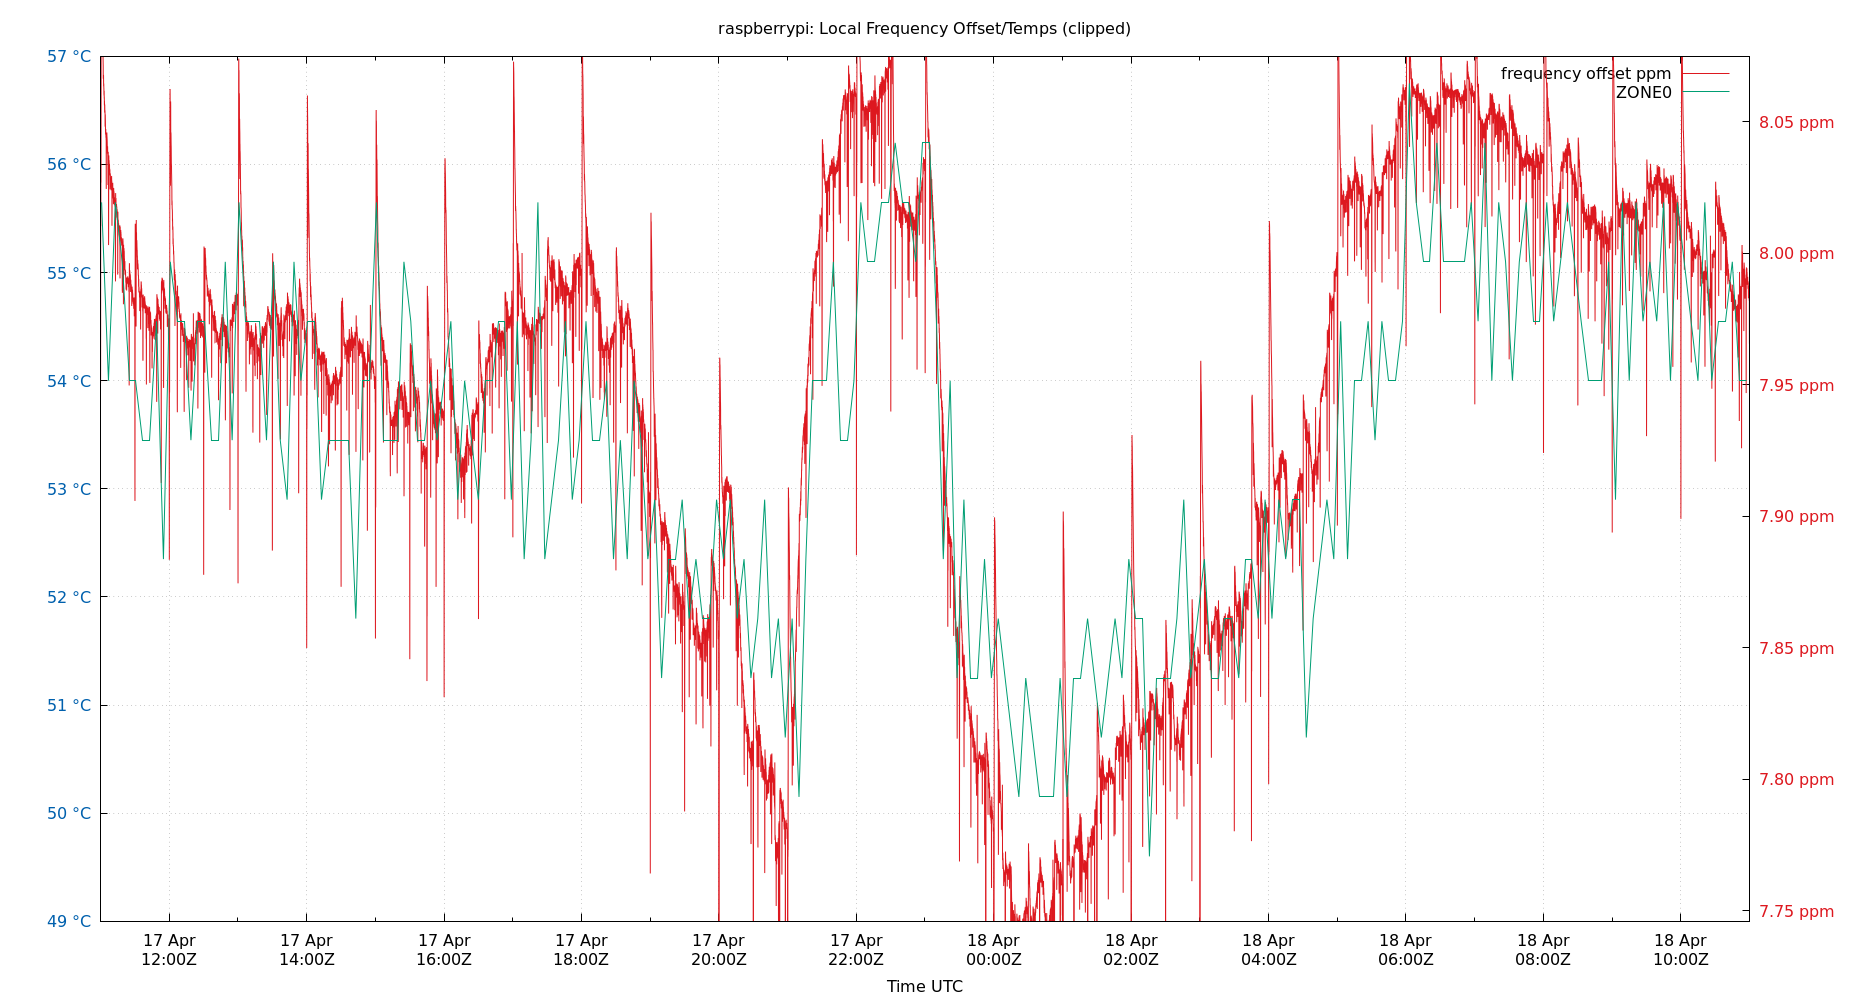 raspberrypi: Local Frequency Offset/Temps (clipped)
57 °C
56 °C
55 °C
54 °C
53 °C
52 °C
51 °C
50 °C
49 °C
frequency offset ppm
ZONE0
8.05 ppm
8.00 ppm
7.95 ppm
7.90 ppm
7.85 ppm
7.80 ppm
7.75 ppm
17 Apr
12:00Z
17 Apr
14:00Z
17 Apr
16:00Z
17 Apr
18:00Z
17 Apr
20:00Z
17 Apr
22:00Z
18 Apr
00:00Z
18 Apr
02:00Z
18 Apr
04:00Z
18 Apr
06:00Z
18 Apr
08:00Z
18 Apr
10:00Z
Time UTC